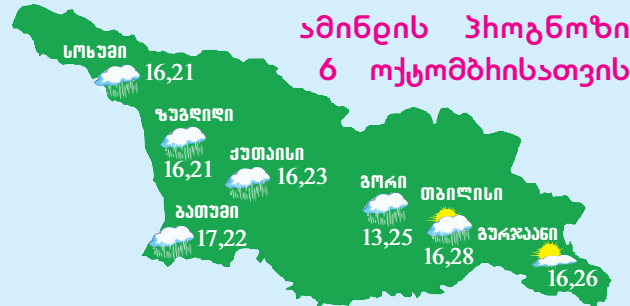 ამინდის პროგნოზი
6 ოქტომბრისათვის
სოხუმი
16,21
ზუგდიდი
16,21
ქუთაისი
16,23
ბათუმი
17,22
გორი
13,25
თბილისი
16,28
გურჯაანი
16,26